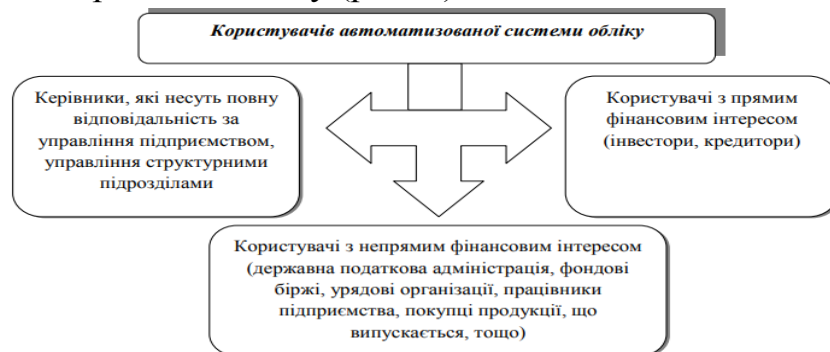 Користувачів автоматизованої системи обліку
Керівники, які несуть повну
відповідальність за
управління підприємством,
управління структурними
підрозділами
Користувачі з прямим
фінансовим інтересом
(інвестори, кредитори)
Користувачі з непрямим фінансовим інтересом
(державна податкова адміністрація, фондові
біржі, урядові організації, працівники
підприємства, покупці продукції, що
випускається, тощо)